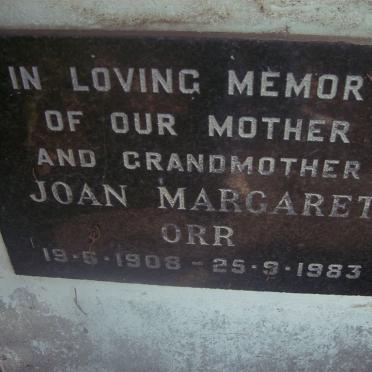 IN LOVING MEMOR
OF OUR MOTHER
AND GRANDMOTHER
JOAN MARGARET
ORR
19·6·1908 – 25·9·1983